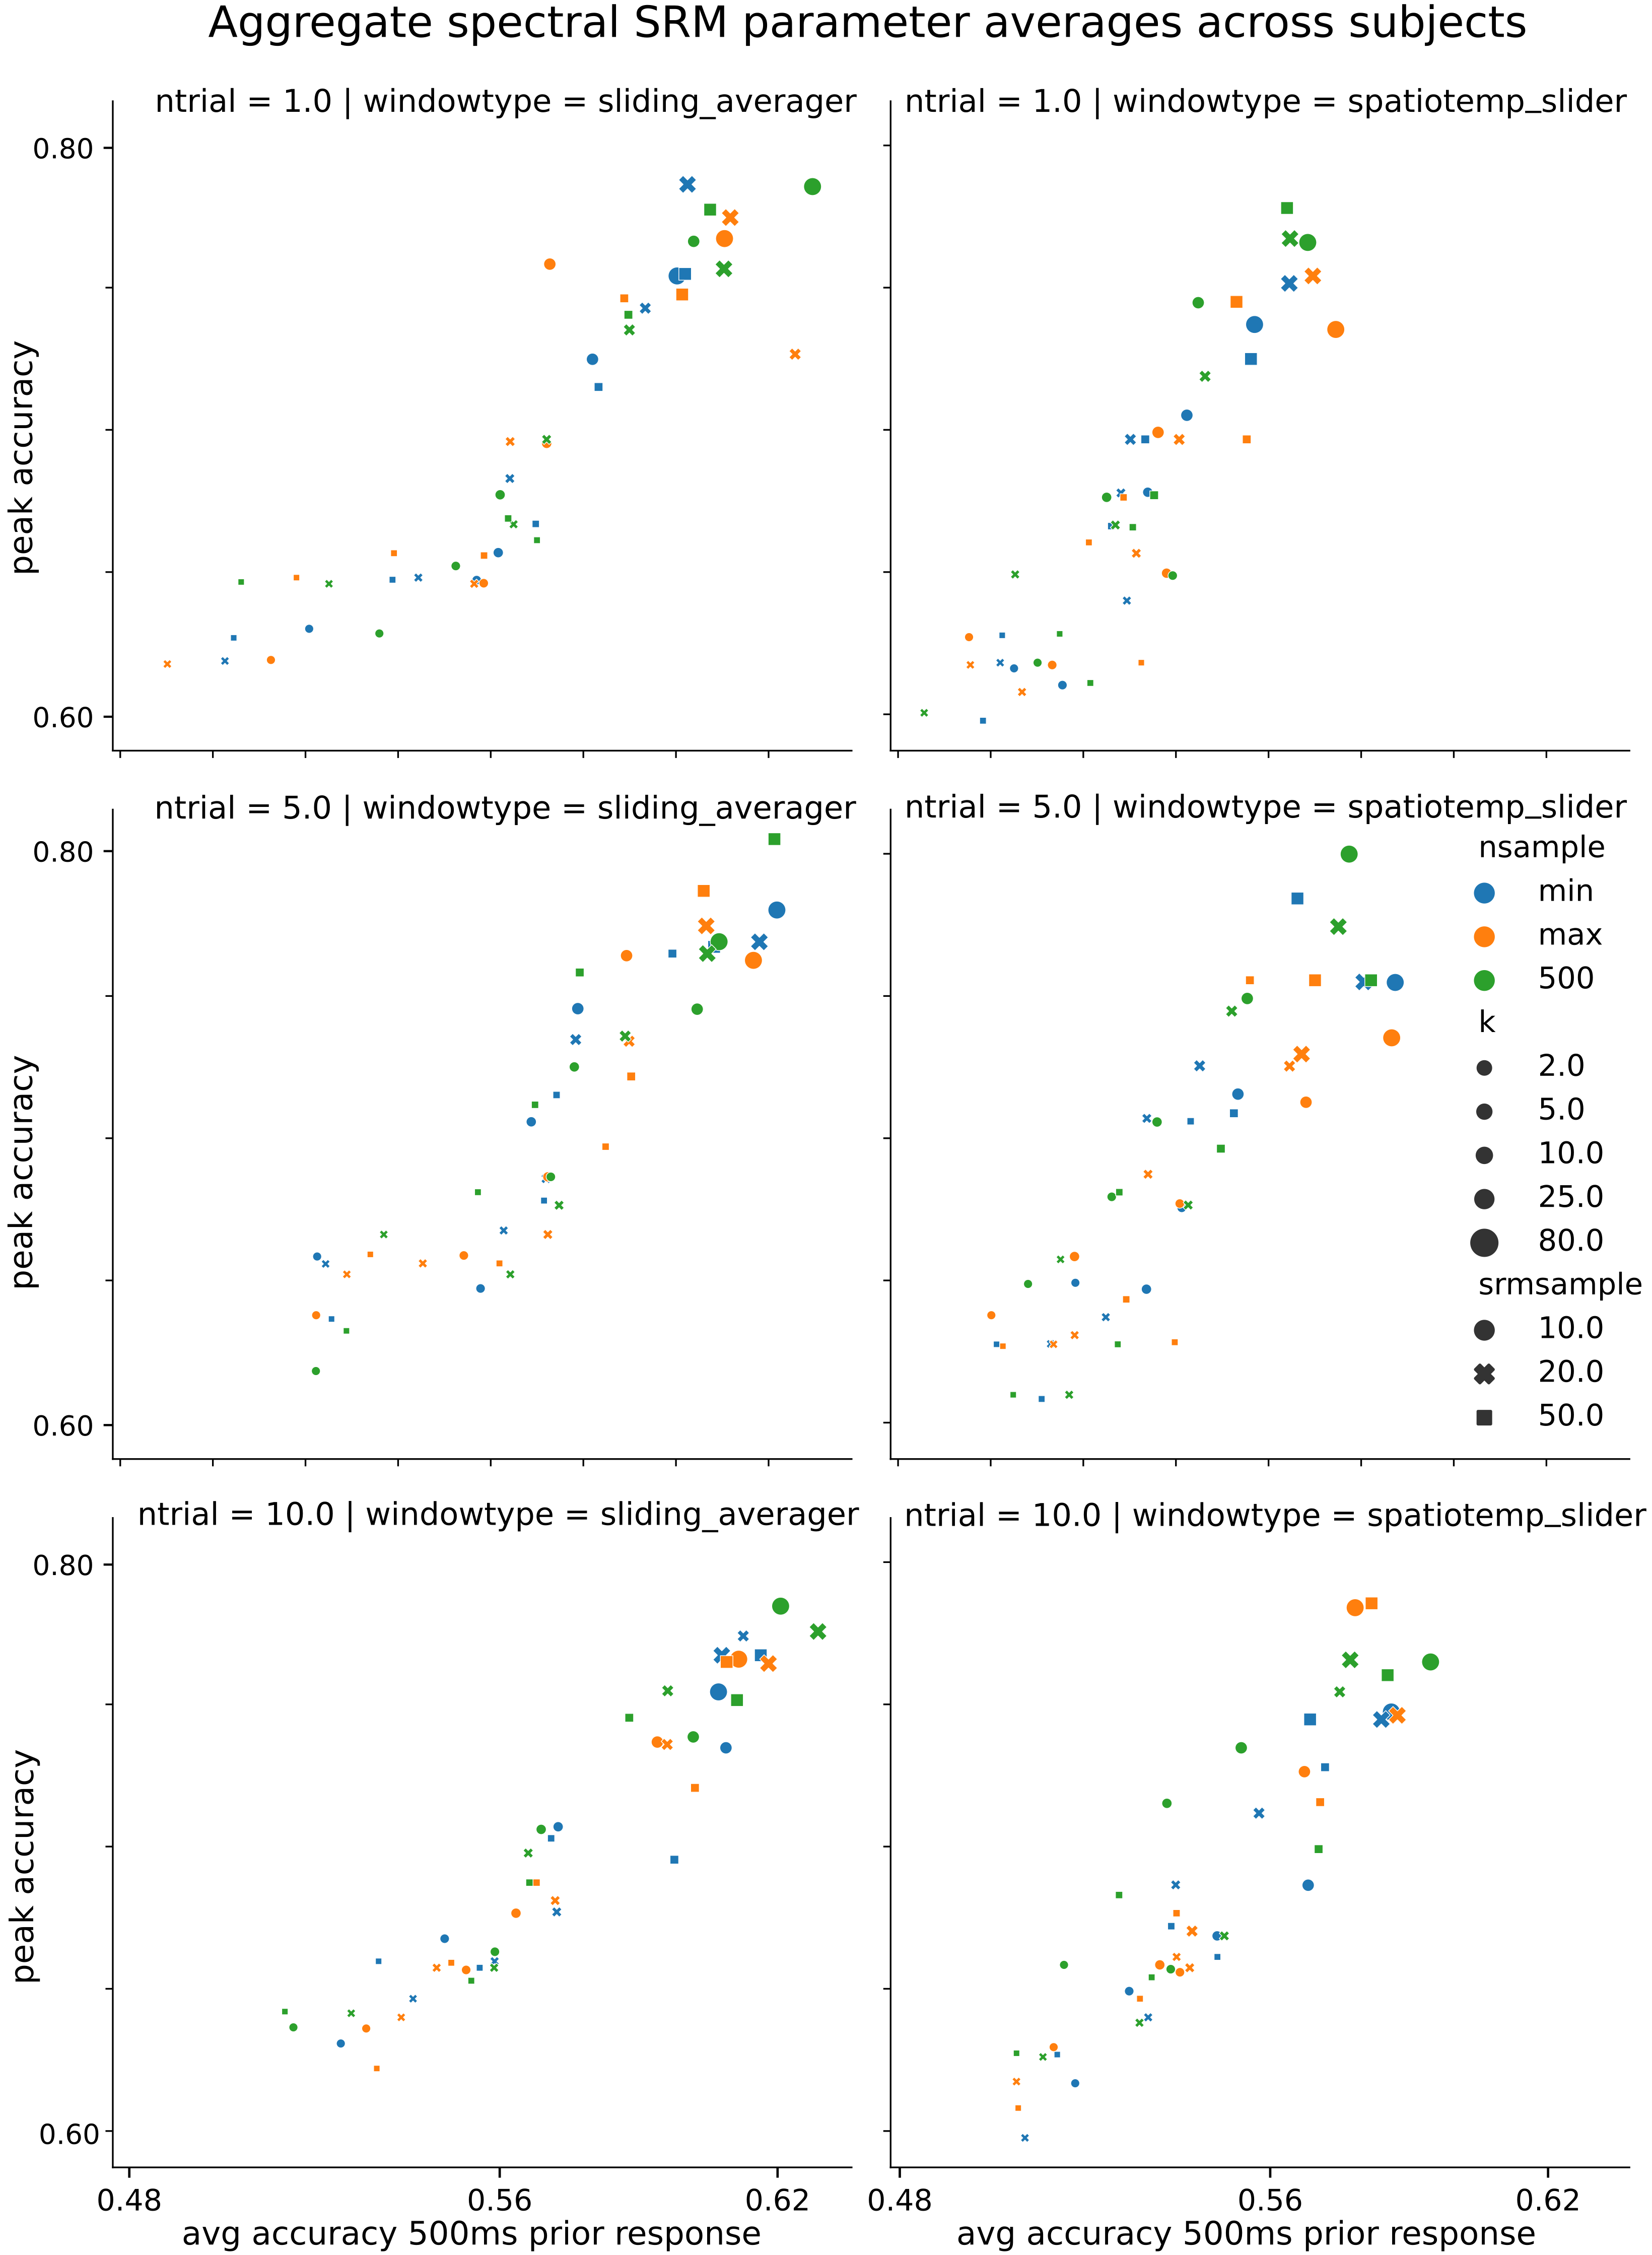 Aggregate spectral SRM parameter averages across subjects
ntrial = 1.0 | windowtype = sliding_averager
ntrial = 1.0 | windowtype = spatiotemp_slider
0.80
peak accuracy
0.60
ntrial = 5.0 | windowtype = sliding_averager
ntrial = 5.0 | windowtype = spatiotemp_slider
0.80
peak accuracy
0.60
nsample
min
max
500
k
2.0
5.0
10.0
25.0
80.0
srmsample
10.0
20.0
50.0
ntrial = 10.0 | windowtype = sliding_averager
ntrial = 10.0 | windowtype = spatiotemp_slider
0.80
peak accuracy
0.60
0.48 0.56 0.62
0.48 0.56 0.62
avg accuracy 500ms prior response
avg accuracy 500ms prior response